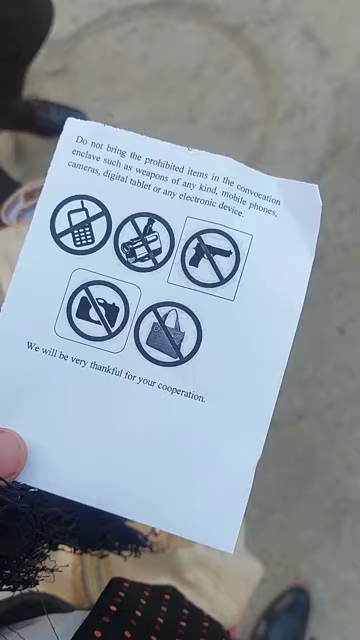 Do not bring the prohibited items in the convocation
enclave such as weapons of any kind, mobile phones,
cameras, digital tablet or any electronic device.
We will be very thankful for your cooperation.